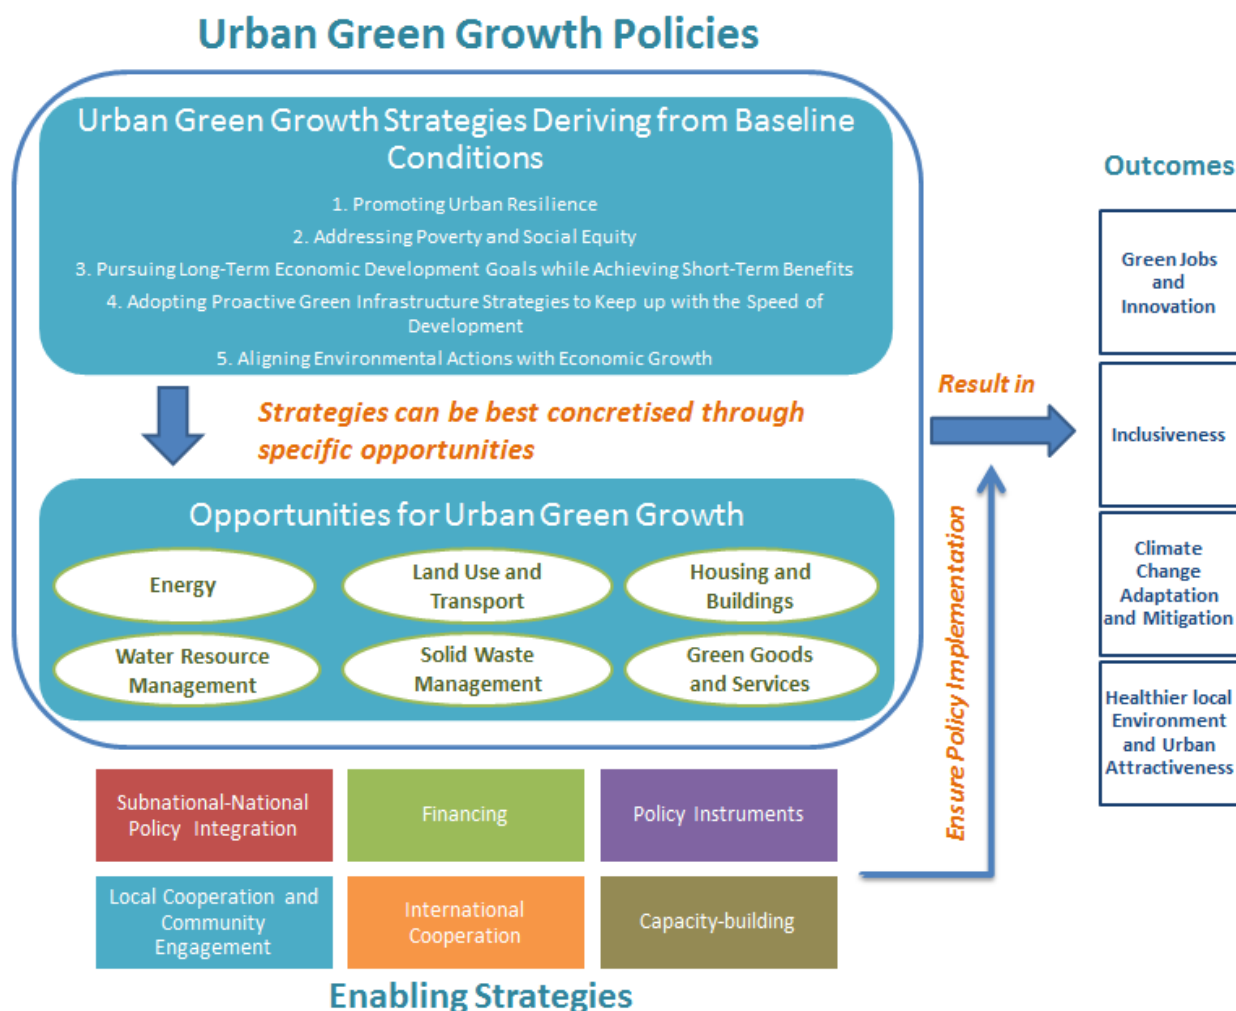 Urban Green Growth Policies
Urban Green Growth Strategies Deriving from Baseline
Conditions
1. Promoting Urban Resilience
2. Addressing Poverty and Social Equity
3. Pursuing Long-Term Economic Development Goals while Achieving Short-Term Benefits
4. Adopting Proactive Green Infrastructure Strategies to Keep up with the Speed of
Development
5. Aligning Environmental Actions with Economic Growth
Strategies can be best concretised through
specific opportunities
Opportunities for Urban Green Growth
Energy
Land Use and
Transport
Housing and
Buildings
Water Resource
Management
Solid Waste
Management
Green Goods
and Services
Subnational-National
Policy Integration
Financing
Policy Instruments
Local Cooperation and
Community
Engagement
International
Cooperation
Capacity-building
Enabling Strategies
Result in
Ensure Policy Implementation
Outcomes
Green Jobs
and
Innovation
Inclusiveness
Climate
Change
Adaptation
and Mitigation
Healthier local
Environment
and Urban
Attractiveness